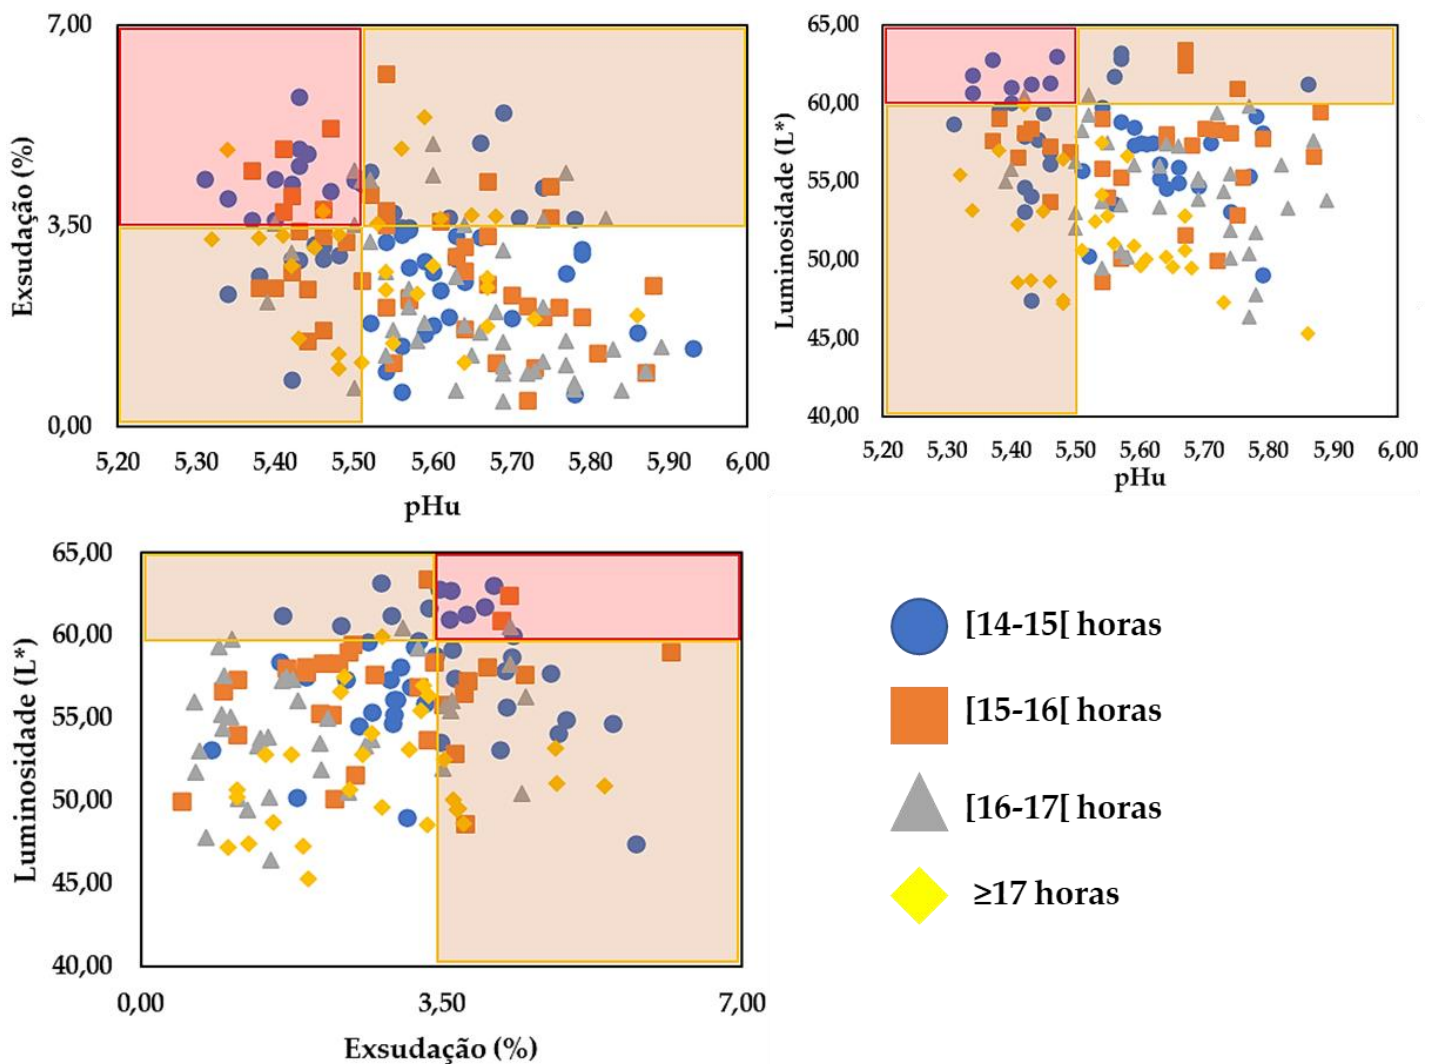 7,00
3,50
0,00
Exsudação (%)
5,20 5,30 5,40 5,50 5,60 5,70 5,80 5,90 6,00
pHu
65,00
60,00
55,00
50,00
45,00
40,00
Luminosidade (L*)
5,20 5,30 5,40 5,50 5,60 5,70 5,80 5,90 6,00
pHu
65,00
60,00
55,00
50,00
45,00
40,00
Luminosidade (L*)
0,00 3,50 7,00
Exsudação (%)
[14-15[ horas
[15-16[ horas
[16-17[ horas
≥17 horas